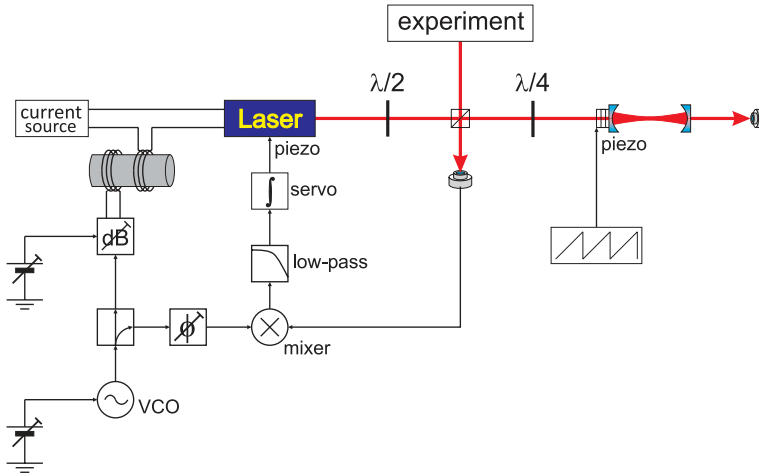 experiment
λ/2
λ/4
current
source
Laser
piezo
piezo
servo
∫
dB
low-pass
ϕ
mixer
VCO